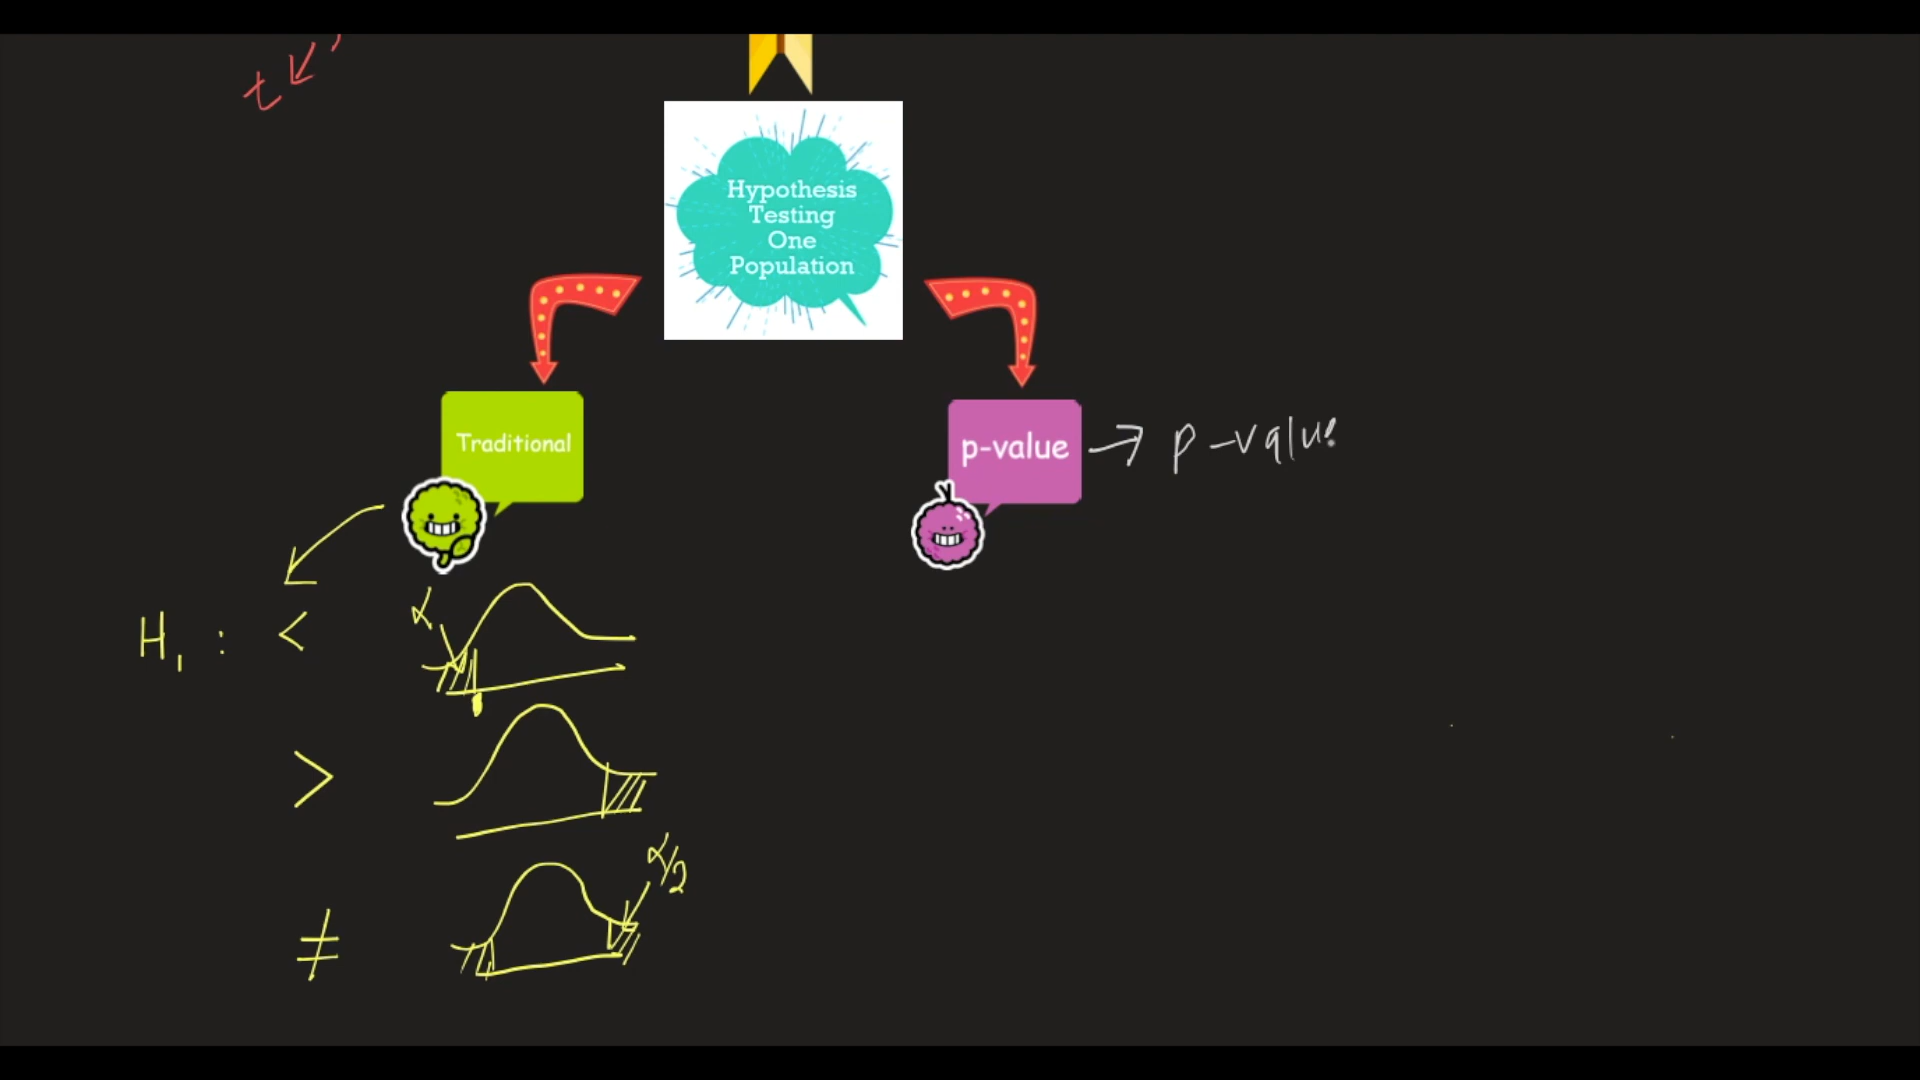 t
Hypothesis
Testing
One
Population
Traditional
p-value → p-value
H₁ : <
α
>
α/2
≠